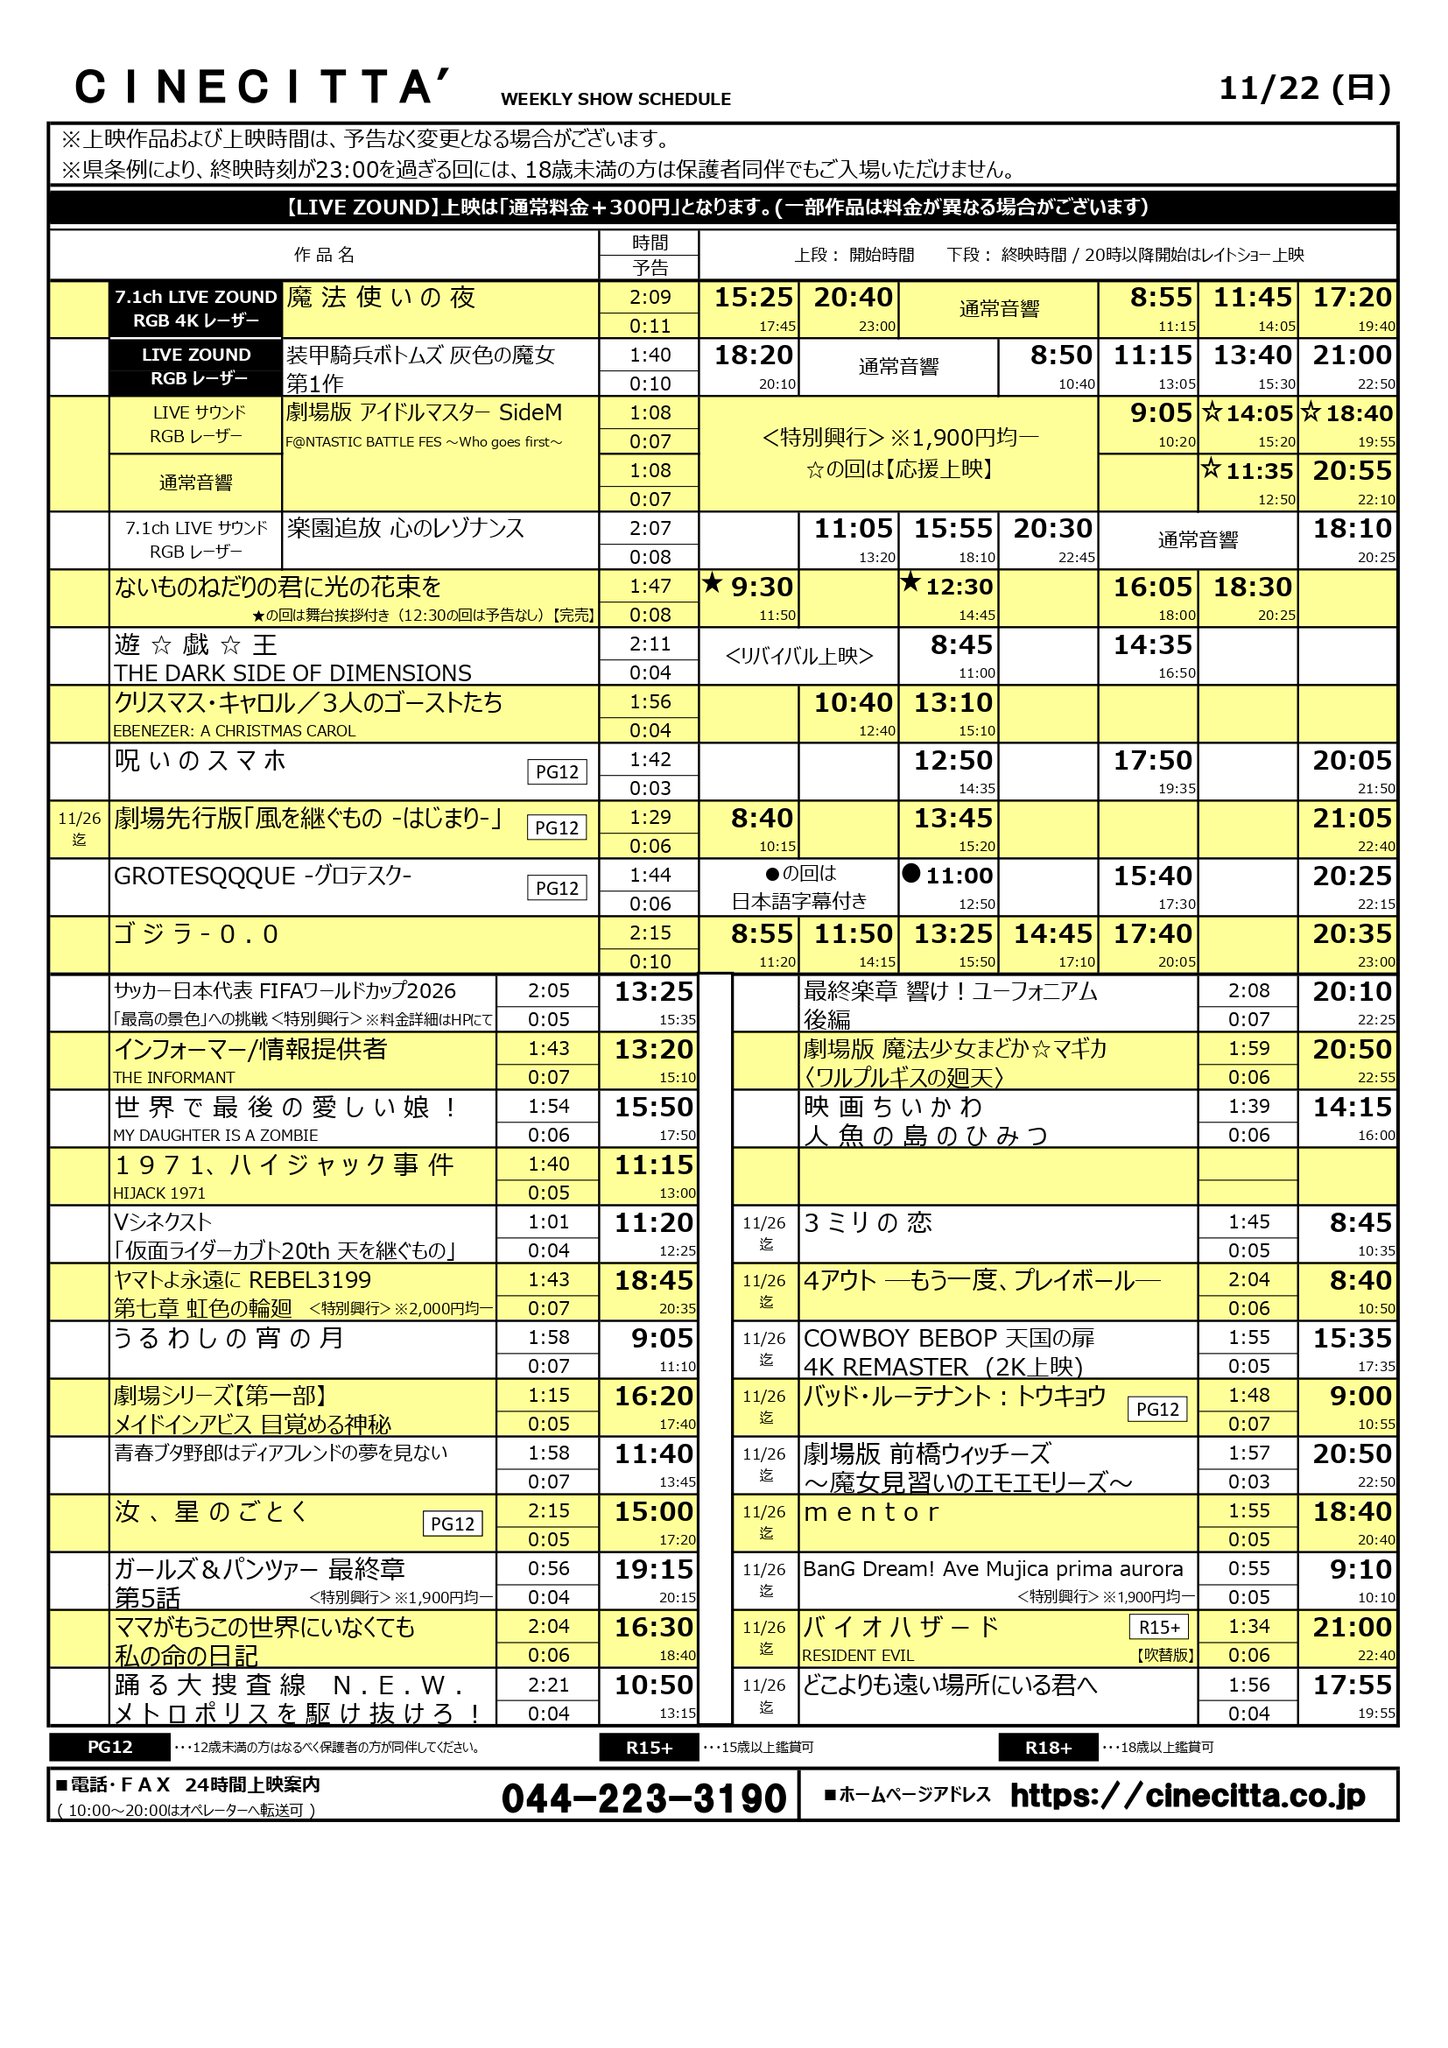 CINECITTA′ WEEKLY SHOW SCHEDULE 11/22 (日)
※上映作品および上映時間は、予告なく変更となる場合がございます。
※県条例により、終映時刻が23:00を過ぎる回には、18歳未満の方は保護者同伴でもご入場いただけません。
【LIVE ZOUND】上映は「通常料金＋300円」となります。(一部作品は料金が異なる場合がございます)
作品名 時間 予告 上段： 開始時間 下段： 終映時間 / 20時以降開始はレイトショー上映
7.1ch LIVE ZOUND 魔法使いの夜 2:09 15:25 20:40 通常音響 8:55 11:45 17:20
RGB 4K レーザー 0:11 17:45 23:00 11:15 14:05 19:40
LIVE ZOUND 装甲騎兵ボトムズ 灰色の魔女 1:40 18:20 通常音響 8:50 11:15 13:40 21:00
RGB レーザー 第1作 0:10 20:10 10:40 13:05 15:30 22:50
LIVE サウンド 劇場版 アイドルマスター SideM 1:08 9:05 ☆14:05 ☆18:40
RGB レーザー F@NTASTIC BATTLE FES ～Who goes first～ 0:07 ＜特別興行＞※1,900円均一 10:20 15:20 19:55
通常音響 1:08 ☆の回は【応援上映】 ☆11:35 20:55
0:07 12:50 22:10
7.1ch LIVE サウンド 楽園追放 心のレゾナンス 2:07 11:05 15:55 20:30 通常音響 18:10
RGB レーザー 0:08 13:20 18:10 22:45 20:25
ないものねだりの君に光の花束を 1:47 ★9:30 ★12:30 16:05 18:30
★の回は舞台挨拶付き（12:30の回は予告なし）【完売】 0:08 11:50 14:45 18:00 20:25
遊☆戯☆王 2:11 ＜リバイバル上映＞ 8:45 14:35
THE DARK SIDE OF DIMENSIONS 0:04 11:00 16:50
クリスマス・キャロル／3人のゴーストたち 1:56 10:40 13:10
EBENEZER: A CHRISTMAS CAROL 0:04 12:40 15:10
呪いのスマホ PG12 1:42 12:50 17:50 20:05
0:03 14:35 19:35 21:50
11/26 迄 劇場先行版「風を継ぐもの -はじまり-」 PG12 1:29 8:40 13:45 21:05
0:06 10:15 15:20 22:40
GROTESQQQUE -グロテスク- PG12 1:44 ●の回は ●11:00 15:40 20:25
0:06 日本語字幕付き 12:50 17:30 22:15
ゴジラ-0.0 2:15 8:55 11:50 13:25 14:45 17:40 20:35
0:10 11:20 14:15 15:50 17:10 20:05 23:00
サッカー日本代表 FIFAワールドカップ2026 2:05 13:25
「最高の景色」への挑戦＜特別興行＞※料金詳細はHPにて 0:05 15:35
インフォーマー/情報提供者 1:43 13:20
THE INFORMANT 0:07 15:10
世界で最後の愛しい娘！ 1:54 15:50
MY DAUGHTER IS A ZOMBIE 0:06 17:50
1971、ハイジャック事件 1:40 11:15
HIJACK 1971 0:05 13:00
Vシネクスト 1:01 11:20
「仮面ライダーカブト20th 天を継ぐもの」 0:04 12:25
ヤマトよ永遠に REBEL3199 1:43 18:45
第七章 虹色の輪廻 ＜特別興行＞※2,000円均一 0:07 20:35
うるわしの宵の月 1:58 9:05
0:07 11:10
劇場シリーズ【第一部】 1:15 16:20
メイドインアビス 目覚める神秘 0:05 17:40
青春ブタ野郎はディアフレンドの夢を見ない 1:58 11:40
0:07 13:45
汝、星のごとく PG12 2:15 15:00
0:05 17:20
ガールズ＆パンツァー 最終章 0:56 19:15
第5話 ＜特別興行＞※1,900円均一 0:04 20:15
ママがもうこの世界にいなくても 2:04 16:30
私の命の日記 0:06 18:40
踊る大捜査線 N.E.W. 2:21 10:50
メトロポリスを駆け抜けろ！ 0:04 13:15
最終楽章 響け！ユーフォニアム 2:08 20:10
後編 0:07 22:25
劇場版 魔法少女まどか☆マギカ 1:59 20:50
〈ワルプルギスの廻天〉 0:06 22:55
映画ちいかわ 1:39 14:15
人魚の島のひみつ 0:06 16:00
11/26 迄 3ミリの恋 1:45 8:45
0:05 10:35
11/26 迄 4アウト ―もう一度、プレイボール― 2:04 8:40
0:06 10:50
11/26 迄 COWBOY BEBOP 天国の扉 1:55 15:35
4K REMASTER（2K上映） 0:05 17:35
11/26 迄 バッド・ルーテナント：トウキョウ PG12 1:48 9:00
0:07 10:55
11/26 迄 劇場版 前橋ウィッチーズ 1:57 20:50
～魔女見習いのエモエモリーズ～ 0:03 22:50
11/26 迄 mentor 1:55 18:40
0:05 20:40
11/26 迄 BanG Dream! Ave Mujica prima aurora 0:55 9:10
＜特別興行＞※1,900円均一 0:05 10:10
11/26 迄 バイオハザード R15+ 1:34 21:00
RESIDENT EVIL 【吹替版】 0:06 22:40
11/26 迄 どこよりも遠い場所にいる君へ 1:56 17:55
0:04 19:55
PG12 ･･･12歳未満の方はなるべく保護者の方が同伴してください。 R15+ ･･･15歳以上鑑賞可 R18+ ･･･18歳以上鑑賞可
■電話・ＦＡＸ 24時間上映案内 044-223-3190 ■ホームページアドレス https://cinecitta.co.jp
（10:00～20:00はオペレーターへ転送可）